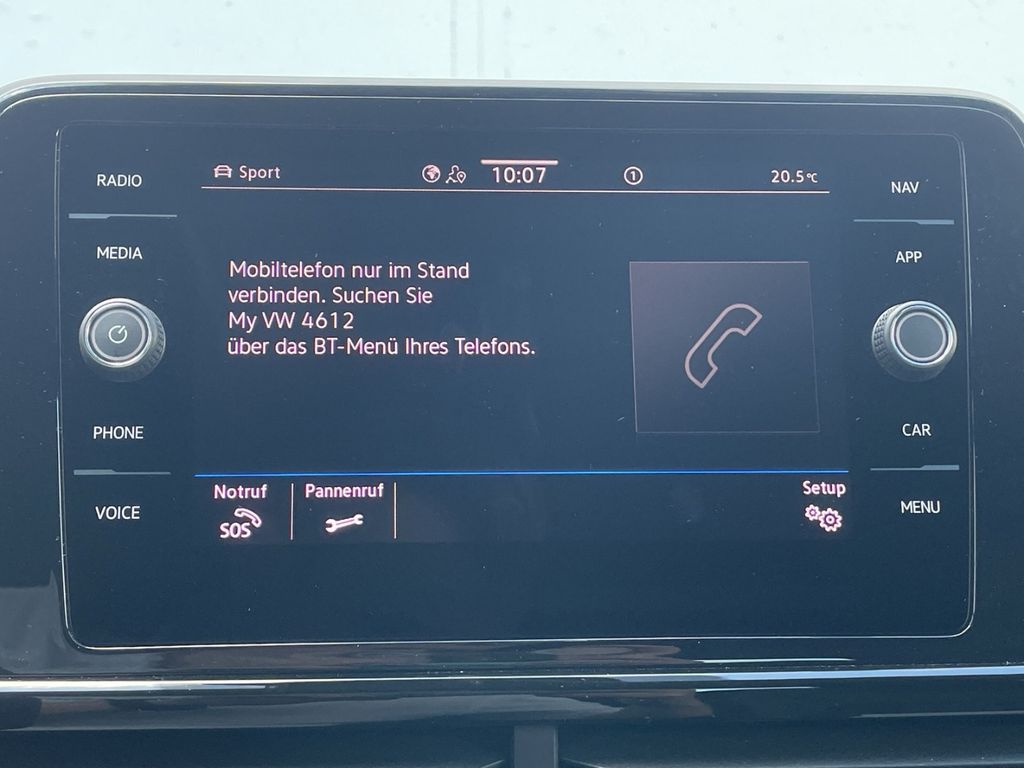 RADIO
MEDIA
PHONE
VOICE
Sport
10:07
1
20.5°C
Mobiltelefon nur im Stand
verbinden. Suchen Sie
My VW 4612
über das BT-Menü Ihres Telefons.
Notruf
SOS
Pannenruf
Setup
NAV
APP
CAR
MENU